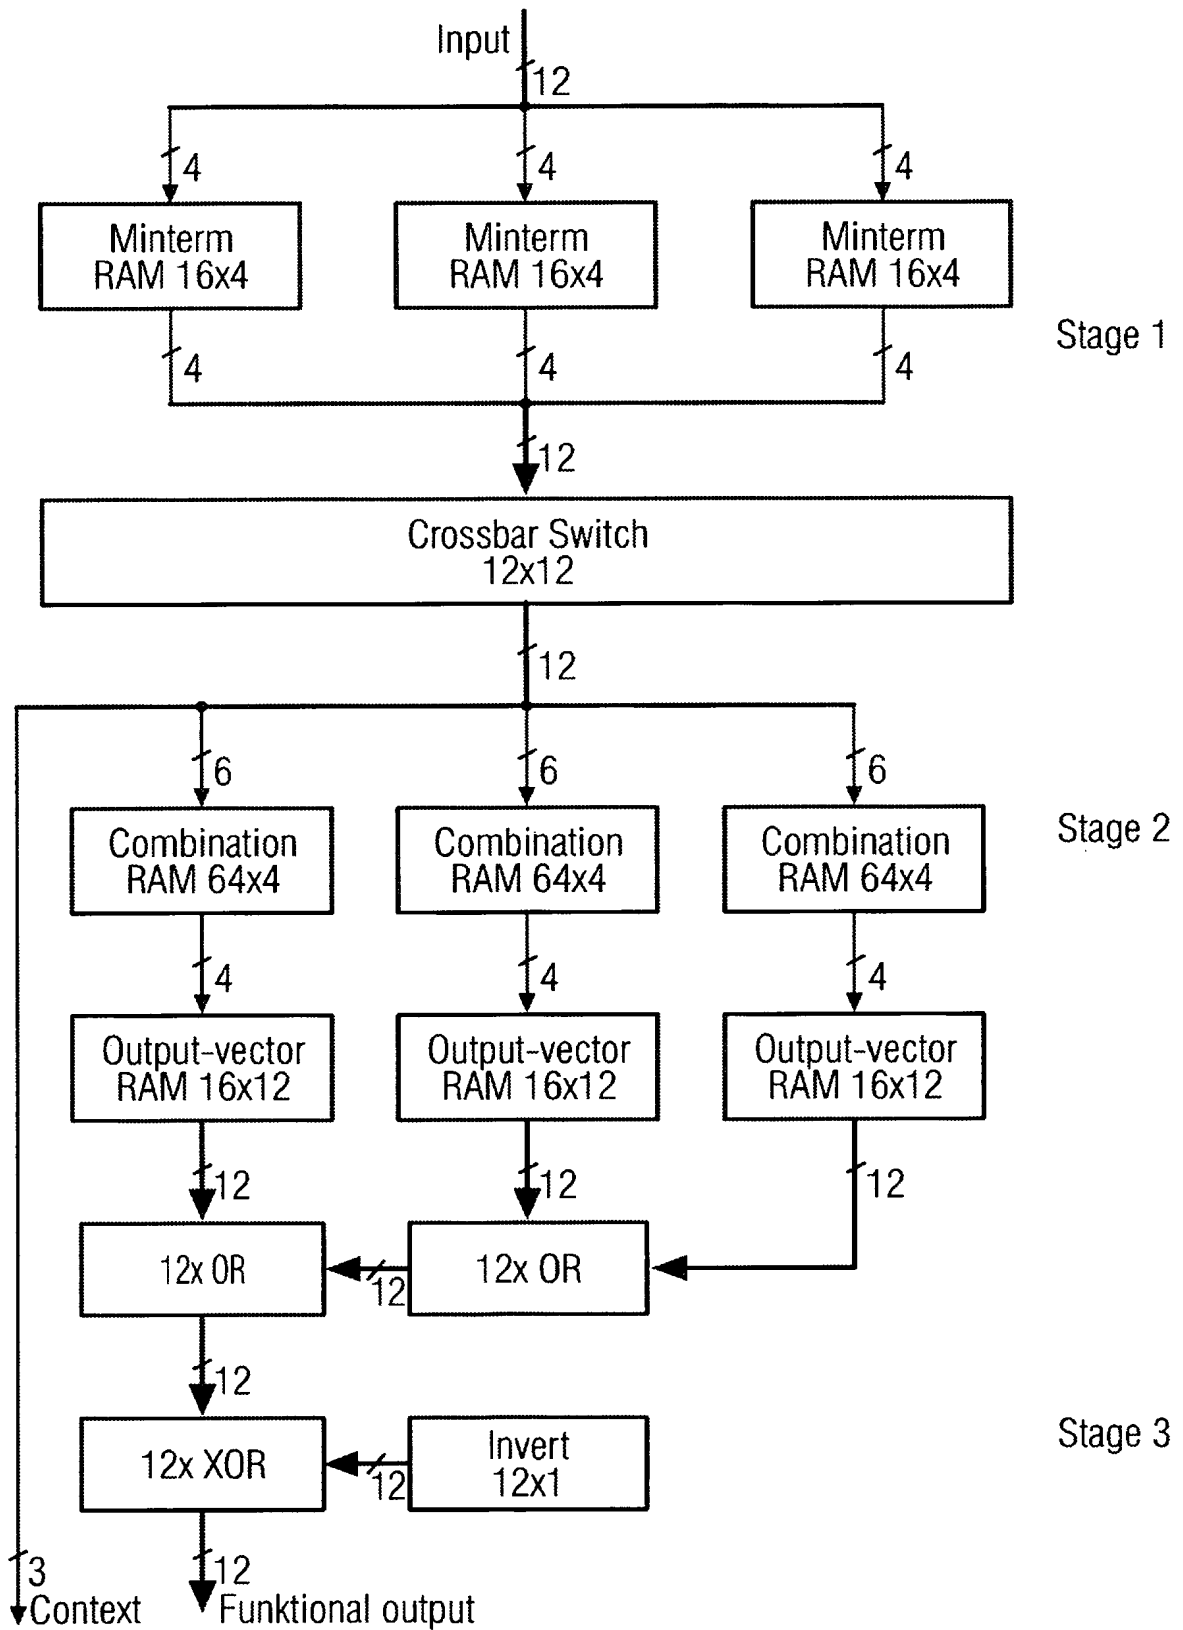 Input
12
4
4
4
Minterm
RAM 16x4
Minterm
RAM 16x4
Minterm
RAM 16x4
Stage 1
4
4
4
12
Crossbar Switch
12x12
12
6
6
6
Combination
RAM 64x4
Combination
RAM 64x4
Combination
RAM 64x4
Stage 2
4
4
4
Output-vector
RAM 16x12
Output-vector
RAM 16x12
Output-vector
RAM 16x12
12
12
12
12x OR
12
12x OR
12
12x XOR
12
Invert
12x1
Stage 3
3
12
Context
Funktional output